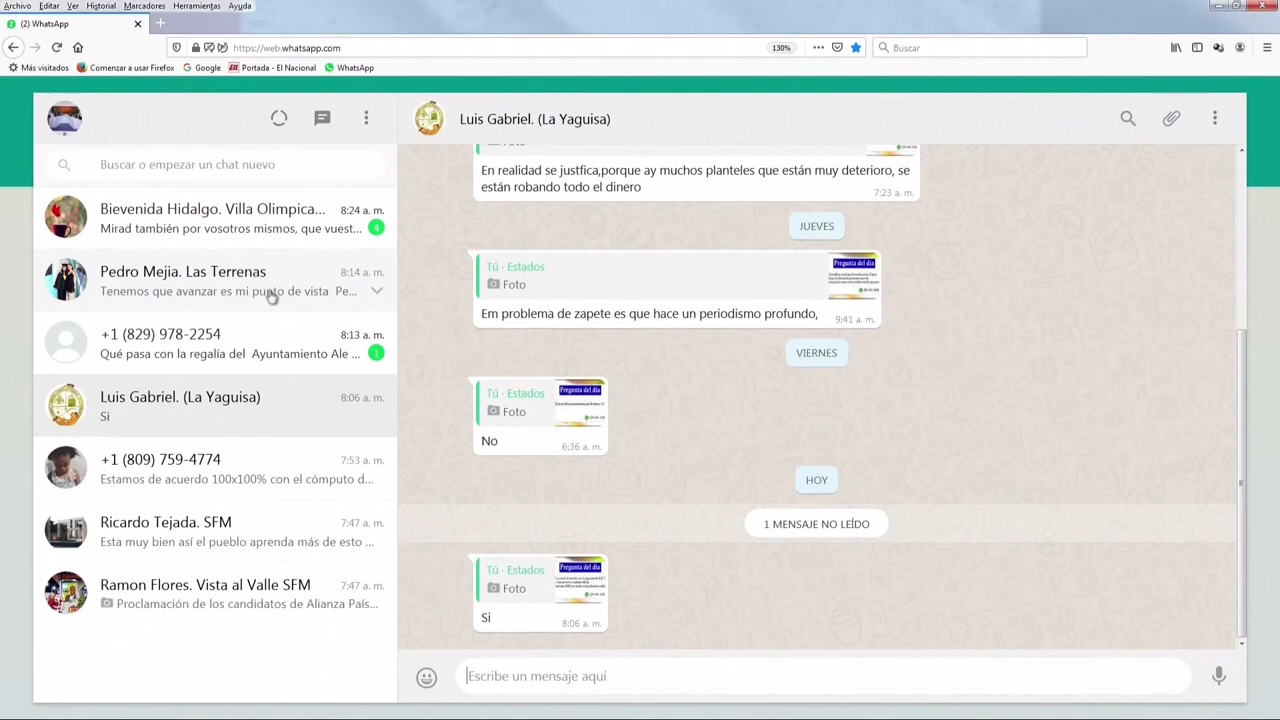 Archivo Editar Ver Historial Marcadores Herramientas Ayuda
(2) WhatsApp
https://web.whatsapp.com
130%
Buscar
Más visitados Comenzar a usar Firefox Google Portada - El Nacional WhatsApp
Buscar o empezar un chat nuevo
Bievenida Hidalgo. Villa Olimpica... 8:24 a. m.
Mirad también por vosotros mismos, que vuest... 4
Pedro Mejia. Las Terrenas 8:14 a. m.
avanzar es mi punto de vista Pe...
+1 (829) 978-2254 8:13 a. m.
Qué pasa con la regalía del Ayuntamiento Ale ... 1
Luis Gabriel. (La Yaguisa) 8:06 a. m.
Si
+1 (809) 759-4774 7:53 a. m.
Estamos de acuerdo 100x100% con el cómputo d...
Ricardo Tejada. SFM 7:47 a. m.
Esta muy bien así el pueblo aprenda más de esto ...
Ramon Flores. Vista al Valle SFM 7:47 a. m.
Proclamación de los candidatos de Alianza País...
Luis Gabriel. (La Yaguisa)
En realidad se justfica,porque ay muchos planteles que están muy deterioro, se
están robando todo el dinero
7:23 a. m.
JUEVES
Tú · Estados
Foto
Pregunta del dia
Em problema de zapete es que hace un periodismo profundo,
9:41 a. m.
VIERNES
Tú · Estados
Foto
Pregunta del dia
No
6:36 a. m.
HOY
1 MENSAJE NO LEÍDO
Tú · Estados
Foto
Pregunta del dia
Si
8:06 a. m.
Escribe un mensaje aquí